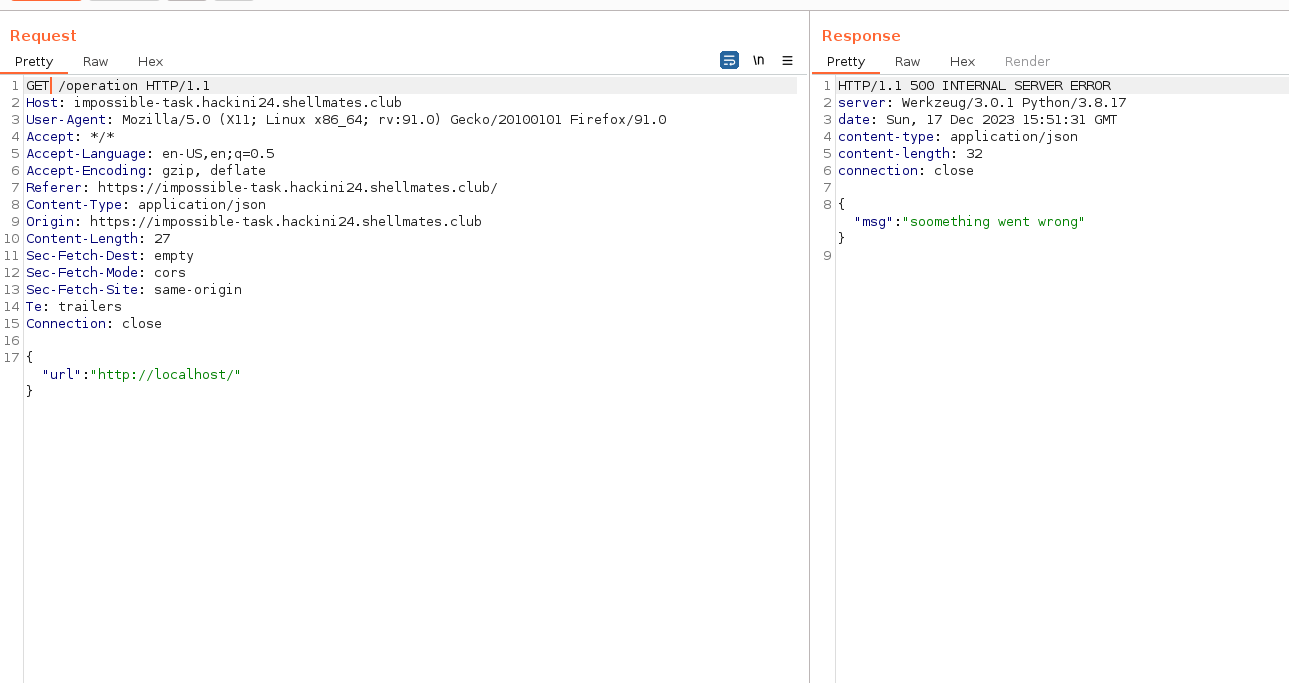 Request
Pretty Raw Hex
\n
1 GET /operation HTTP/1.1
2 Host: impossible-task.hackini24.shellmates.club
3 User-Agent: Mozilla/5.0 (X11; Linux x86_64; rv:91.0) Gecko/20100101 Firefox/91.0
4 Accept: */*
5 Accept-Language: en-US,en;q=0.5
6 Accept-Encoding: gzip, deflate
7 Referer: https://impossible-task.hackini24.shellmates.club/
8 Content-Type: application/json
9 Origin: https://impossible-task.hackini24.shellmates.club
10 Content-Length: 27
11 Sec-Fetch-Dest: empty
12 Sec-Fetch-Mode: cors
13 Sec-Fetch-Site: same-origin
14 Te: trailers
15 Connection: close
16
17 {
"url":"http://localhost/"
}
Response
Pretty Raw Hex Render
1 HTTP/1.1 500 INTERNAL SERVER ERROR
2 server: Werkzeug/3.0.1 Python/3.8.17
3 date: Sun, 17 Dec 2023 15:51:31 GMT
4 content-type: application/json
5 content-length: 32
6 connection: close
7
8 {
"msg":"soomething went wrong"
}
9